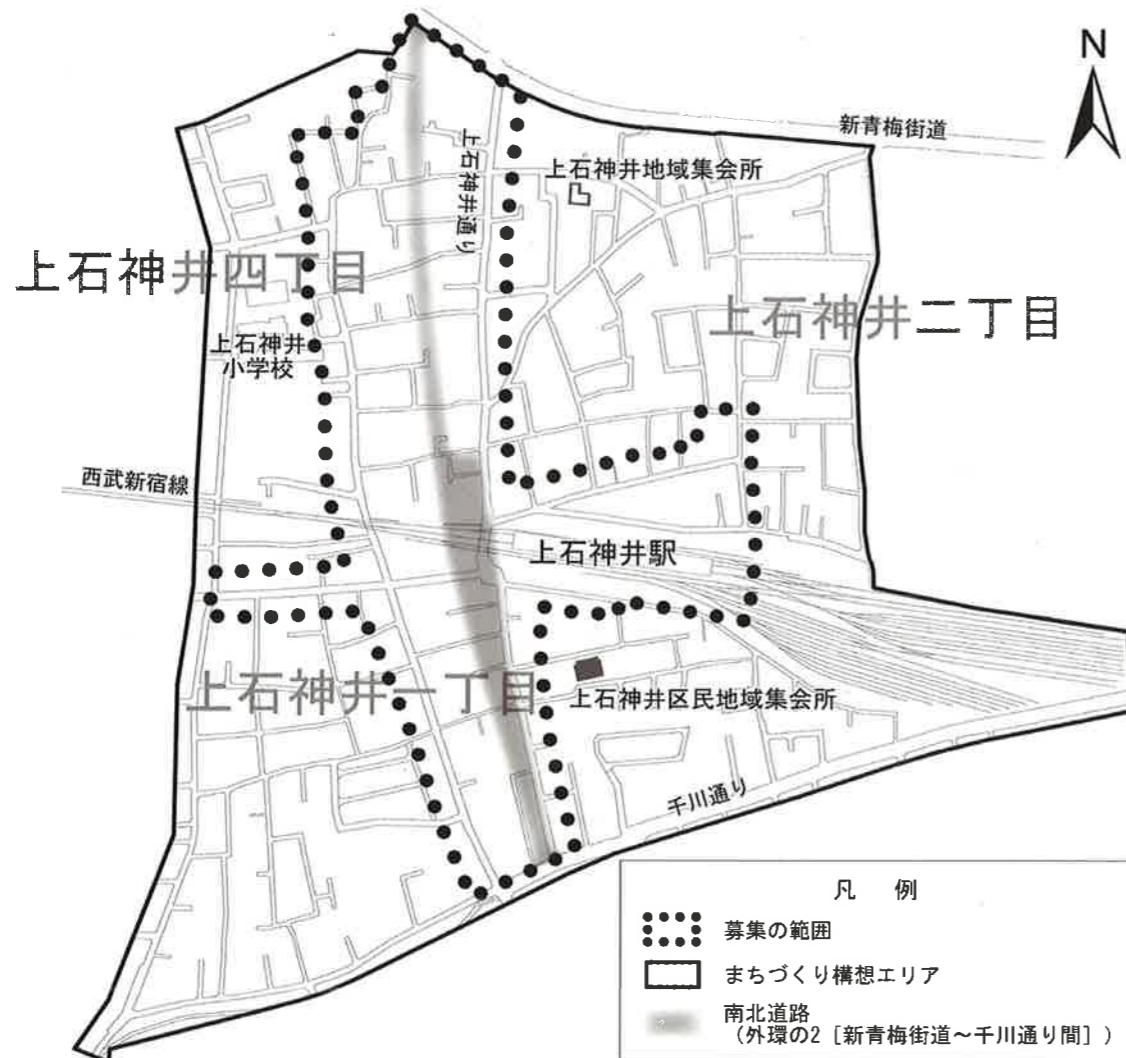 N
新青梅街道
上石神井通り
上石神井地域集会所
上石神井四丁目
上石神井二丁目
上石神井
小学校
西武新宿線
上石神井駅
上石神井一丁目
上石神井区民地域集会所
千川通り
凡 例
募集の範囲
まちづくり構想エリア
南北道路
(外環の2 [新青梅街道~千川通り間] )